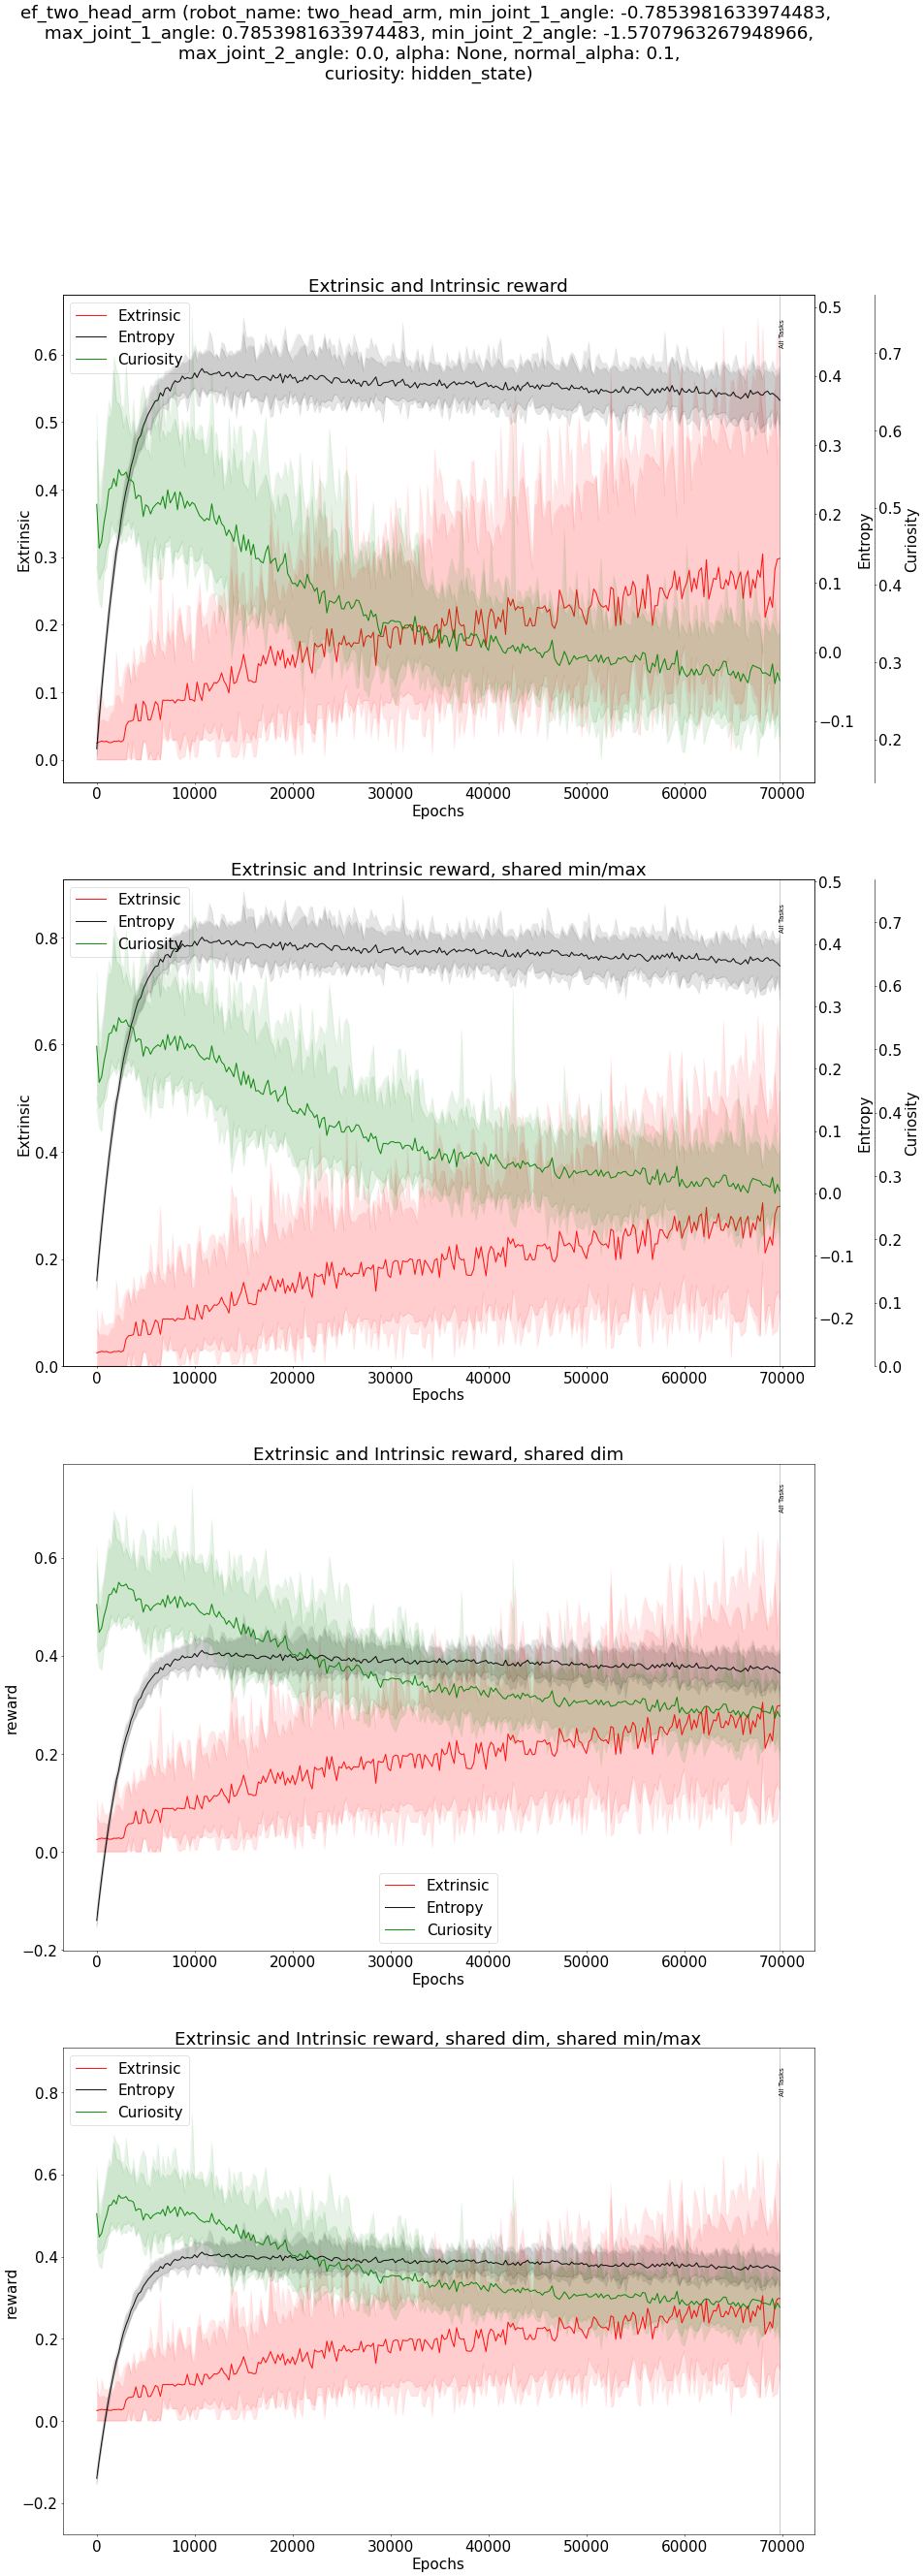 ef_two_head_arm (robot_name: two_head_arm, min_joint_1_angle: -0.7853981633974483,
max_joint_1_angle: 0.7853981633974483, min_joint_2_angle: -1.5707963267948966,
max_joint_2_angle: 0.0, alpha: None, normal_alpha: 0.1,
curiosity: hidden_state)
Extrinsic and Intrinsic reward
Extrinsic
Entropy
Curiosity
All Tasks
0.6
0.5
0.4
0.3
0.2
0.1
0.0
Extrinsic
0.5
0.4
0.3
0.2
0.1
0.0
−0.1
Entropy
0.7
0.6
0.5
0.4
0.3
0.2
Curiosity
0 10000 20000 30000 40000 50000 60000 70000
Epochs
Extrinsic and Intrinsic reward, shared min/max
Extrinsic
Entropy
Curiosity
All Tasks
0.8
0.6
0.4
0.2
0.0
Extrinsic
0.5
0.4
0.3
0.2
0.1
0.0
−0.1
−0.2
Entropy
0.7
0.6
0.5
0.4
0.3
0.2
0.1
0.0
Curiosity
0 10000 20000 30000 40000 50000 60000 70000
Epochs
Extrinsic and Intrinsic reward, shared dim
All Tasks
0.6
0.4
0.2
0.0
−0.2
reward
Extrinsic
Entropy
Curiosity
0 10000 20000 30000 40000 50000 60000 70000
Epochs
Extrinsic and Intrinsic reward, shared dim, shared min/max
Extrinsic
Entropy
Curiosity
All Tasks
0.8
0.6
0.4
0.2
0.0
−0.2
reward
0 10000 20000 30000 40000 50000 60000 70000
Epochs